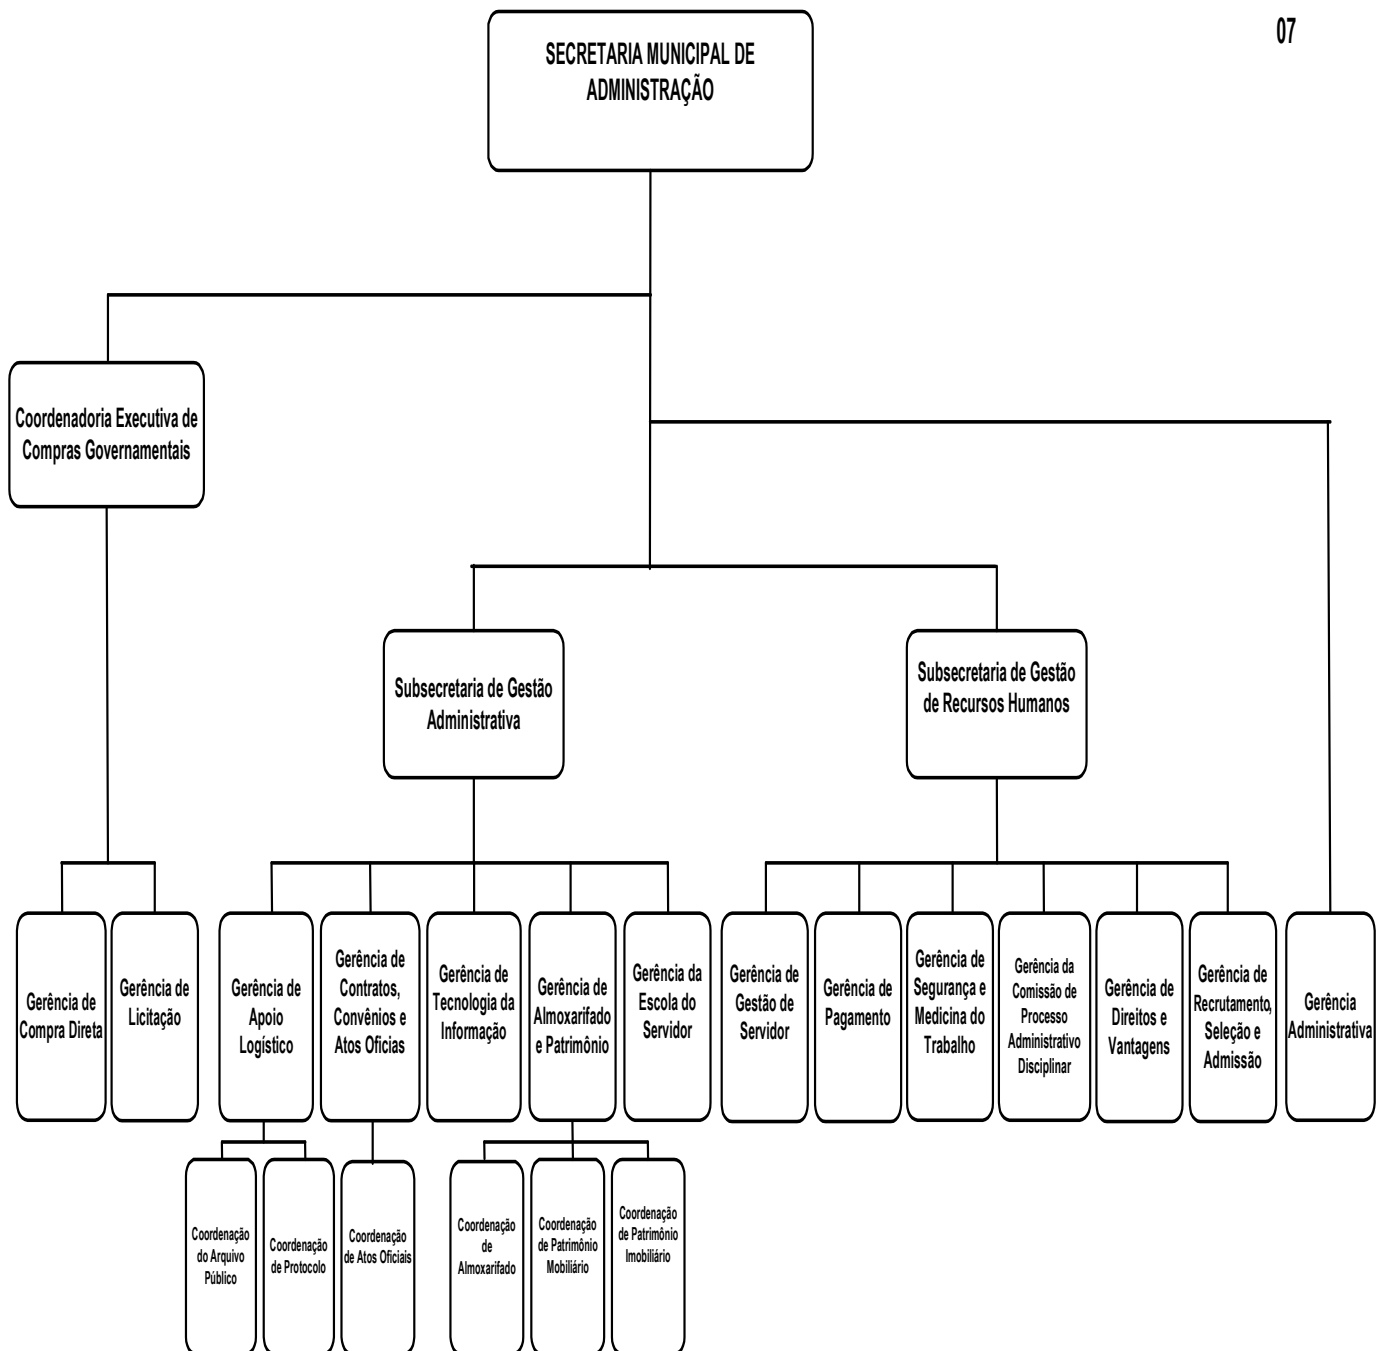 07
SECRETARIA MUNICIPAL DE
ADMINISTRAÇÃO
Coordenadoria Executiva de
Compras Governamentais
Subsecretaria de Gestão
Administrativa
Subsecretaria de Gestão
de Recursos Humanos
Gerência de
Compra Direta
Gerência de
Licitação
Gerência de
Apoio
Logístico
Gerência de
Contratos,
Convênios e
Atos Oficias
Gerência de
Tecnologia da
Informação
Gerência de
Almoxarifado
e Patrimônio
Gerência da
Escola do
Servidor
Gerência de
Gestão de
Servidor
Gerência de
Pagamento
Gerência de
Segurança e
Medicina do
Trabalho
Gerência da
Comissão de
Processo
Administrativo
Disciplinar
Gerência de
Direitos e
Vantagens
Gerência de
Recrutamento,
Seleção e
Admissão
Gerência
Administrativa
Coordenação
do Arquivo
Público
Coordenação
de Protocolo
Coordenação
de Atos Oficiais
Coordenação
de
Almoxarifado
Coordenação
de Patrimônio
Mobiliário
Coordenação
de Patrimônio
Imobiliário